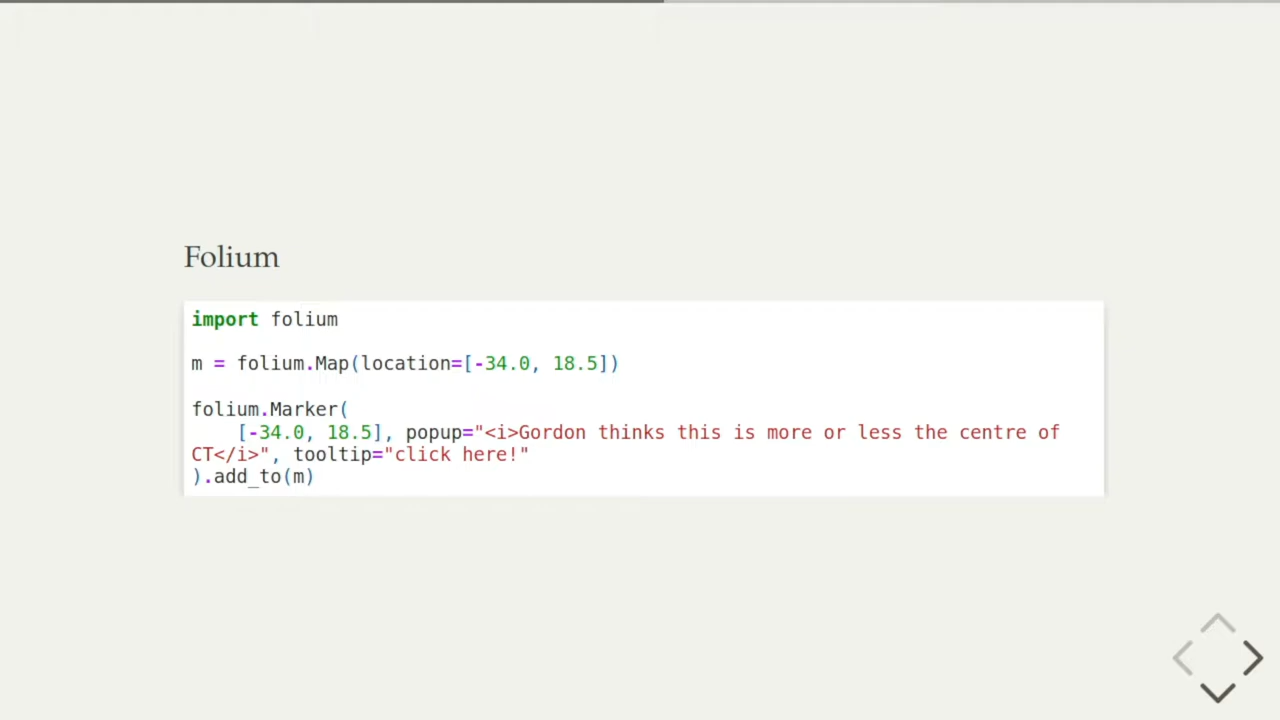 Folium
import folium
m = folium.Map(location=[-34.0, 18.5])
folium.Marker(
    [-34.0, 18.5], popup="<i>Gordon thinks this is more or less the centre of
CT</i>", tooltip="click here!"
).add_to(m)